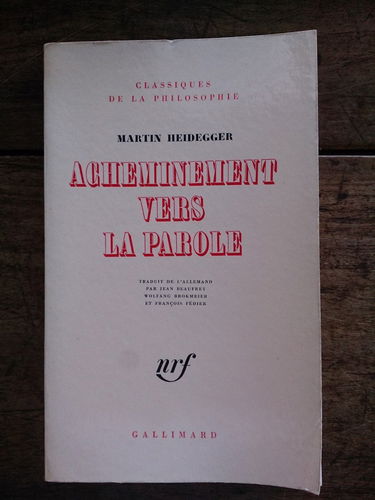 CLASSIQUES
DE LA PHILOSOPHIE
MARTIN HEIDEGGER
ACHEMINEMENT
VERS
LA PAROLE
TRADUIT DE L'ALLEMAND
PAR JEAN BEAUFRET
WOLFGANG BROKMEIER
ET FRANÇOIS FÉDIER
nrf
GALLIMARD